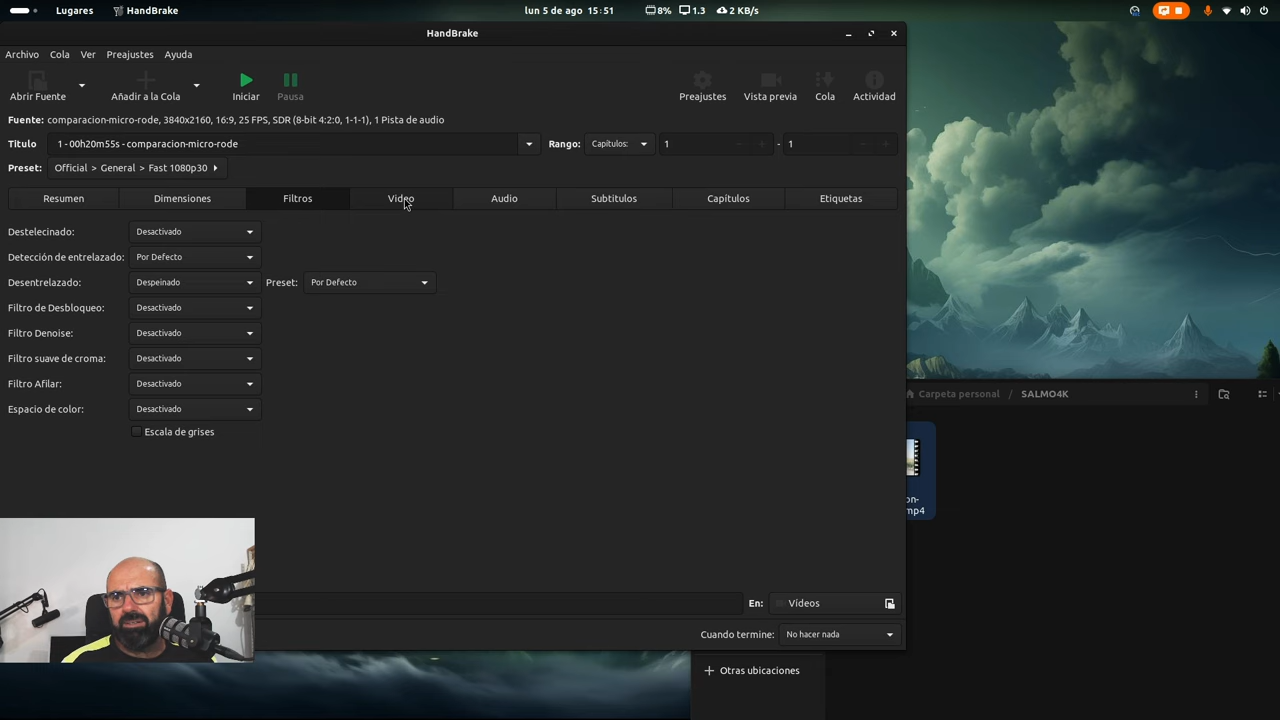 Lugares HandBrake lun 5 de ago 15:51 8% 1.3 2 KB/s
HandBrake
Archivo Cola Ver Preajustes Ayuda
Abrir Fuente Añadir a la Cola Iniciar Pausa Preajustes Vista previa Cola Actividad
Fuente: comparacion-micro-rode, 3840x2160, 16:9, 25 FPS, SDR (8-bit 4:2:0, 1-1-1), 1 Pista de audio
Titulo 1 - 00h20m55s - comparacion-micro-rode Rango: Capítulos: 1 - 1
Preset: Official > General > Fast 1080p30
Resumen Dimensiones Filtros Video Audio Subtitulos Capítulos Etiquetas
Destelecinado: Desactivado
Detección de entrelazado: Por Defecto
Desentrelazado: Despeinado Preset: Por Defecto
Filtro de Desbloqueo: Desactivado
Filtro Denoise: Desactivado
Filtro suave de croma: Desactivado
Filtro Afilar: Desactivado
Espacio de color: Desactivado
Escala de grises
Carpeta personal / SALMO4K
on-
mp4
En: Vídeos
Cuando termine: No hacer nada
+ Otras ubicaciones